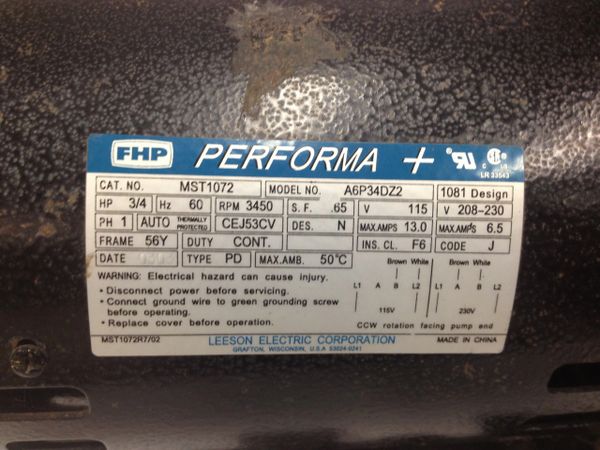 FHP PERFORMA + C US
LR 33543
CAT. NO. MST1072 MODEL NO. A6P34DZ2 1081 Design
HP 3/4 Hz 60 RPM 3450 S.F. .65 V 115 V 208-230
PH 1 AUTO THERMALLY PROTECTED CEJ53CV DES. N MAX.AMPS 13.0 MAX.AMPS 6.5
FRAME 56Y DUTY CONT. INS. CL. F6 CODE J
DATE TYPE PD MAX.AMB. 50°C
Brown White Brown White
L1 A B L2 L1 A B L2
115V 230V
WARNING: Electrical hazard can cause injury.
• Disconnect power before servicing.
• Connect ground wire to green grounding screw
before operating.
• Replace cover before operation.
CCW rotation facing pump end
MST1072R7/02 LEESON ELECTRIC CORPORATION MADE IN CHINA
GRAFTON, WISCONSIN, U.S.A 53024-0241